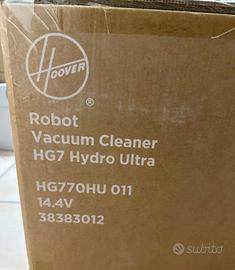 HOOVER
®
Robot
Vacuum Cleaner
HG7 Hydro Ultra
HG770HU 011
14.4V
38383012
subito